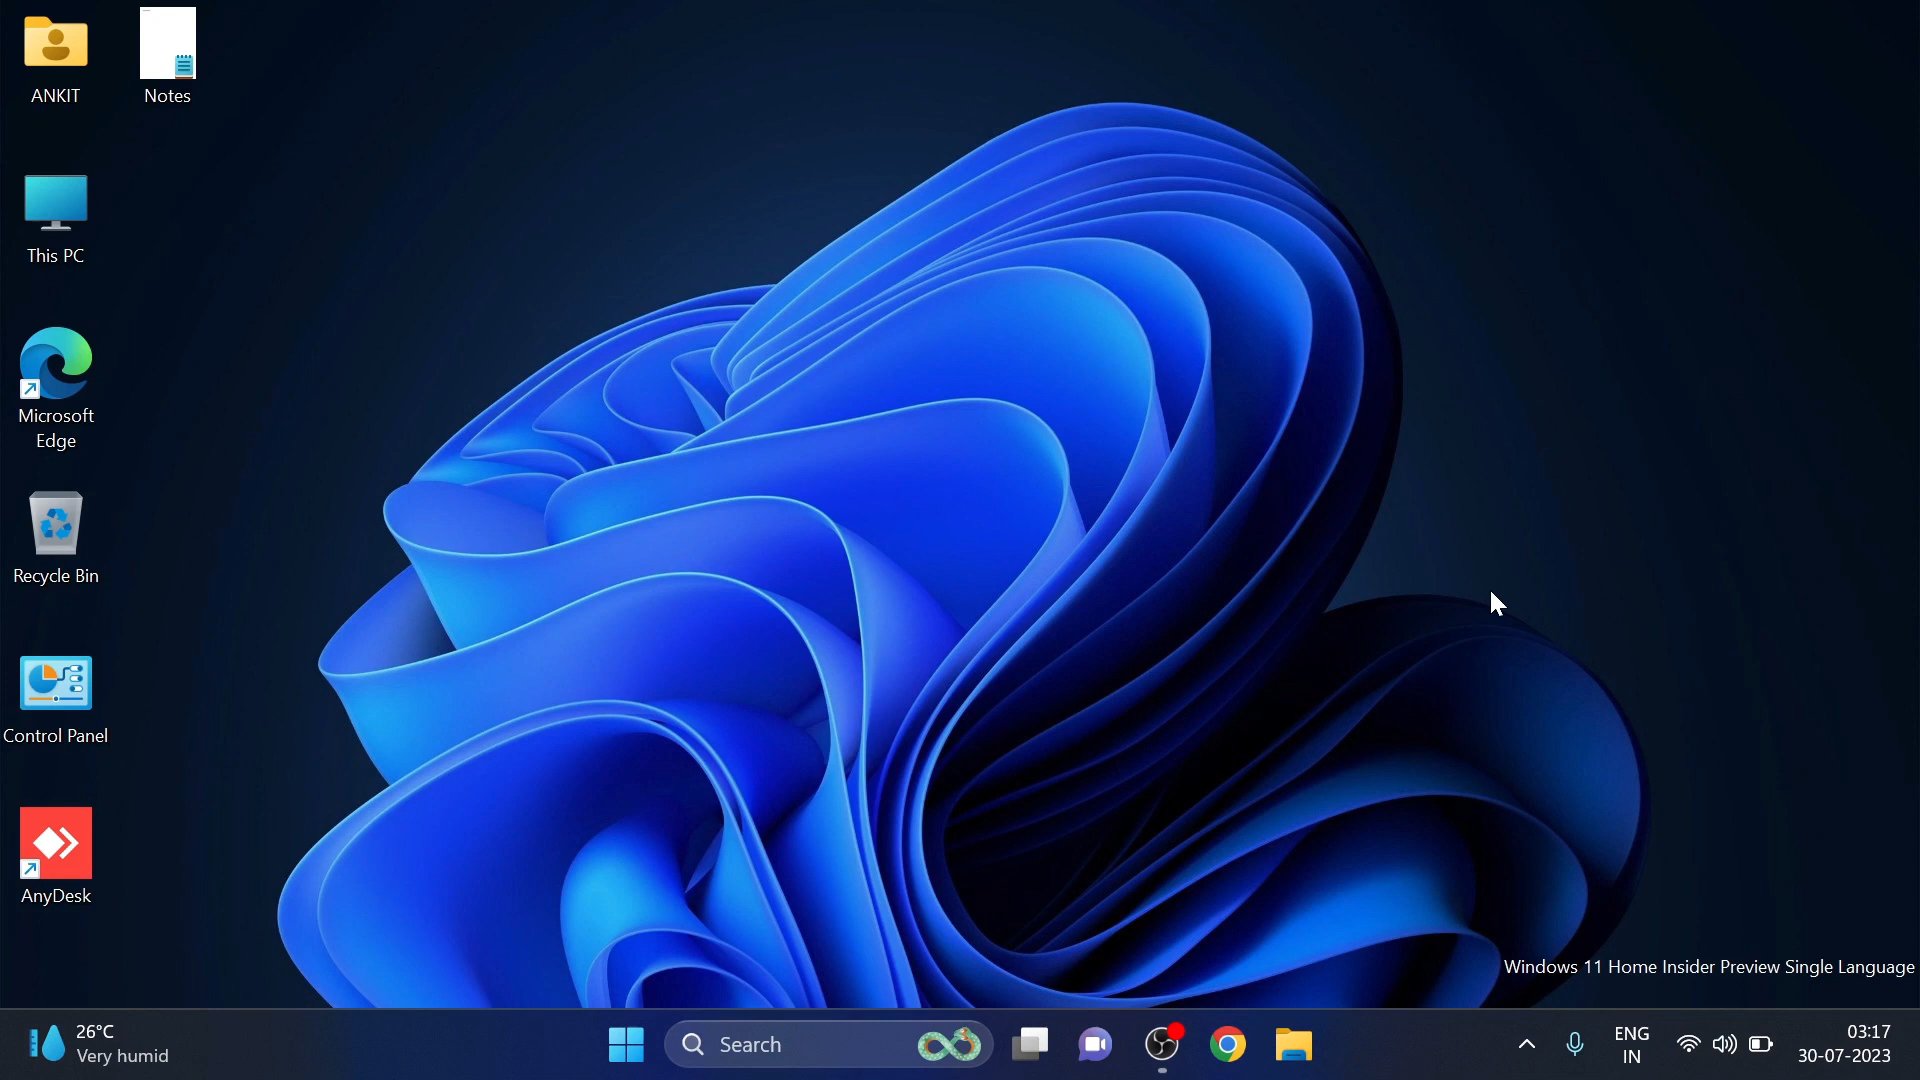 ANKIT
Notes
This PC
Microsoft
Edge
Recycle Bin
Control Panel
AnyDesk
Windows 11 Home Insider Preview Single Language
26°C
Very humid
Search
ENG
IN
03:17
30-07-2023